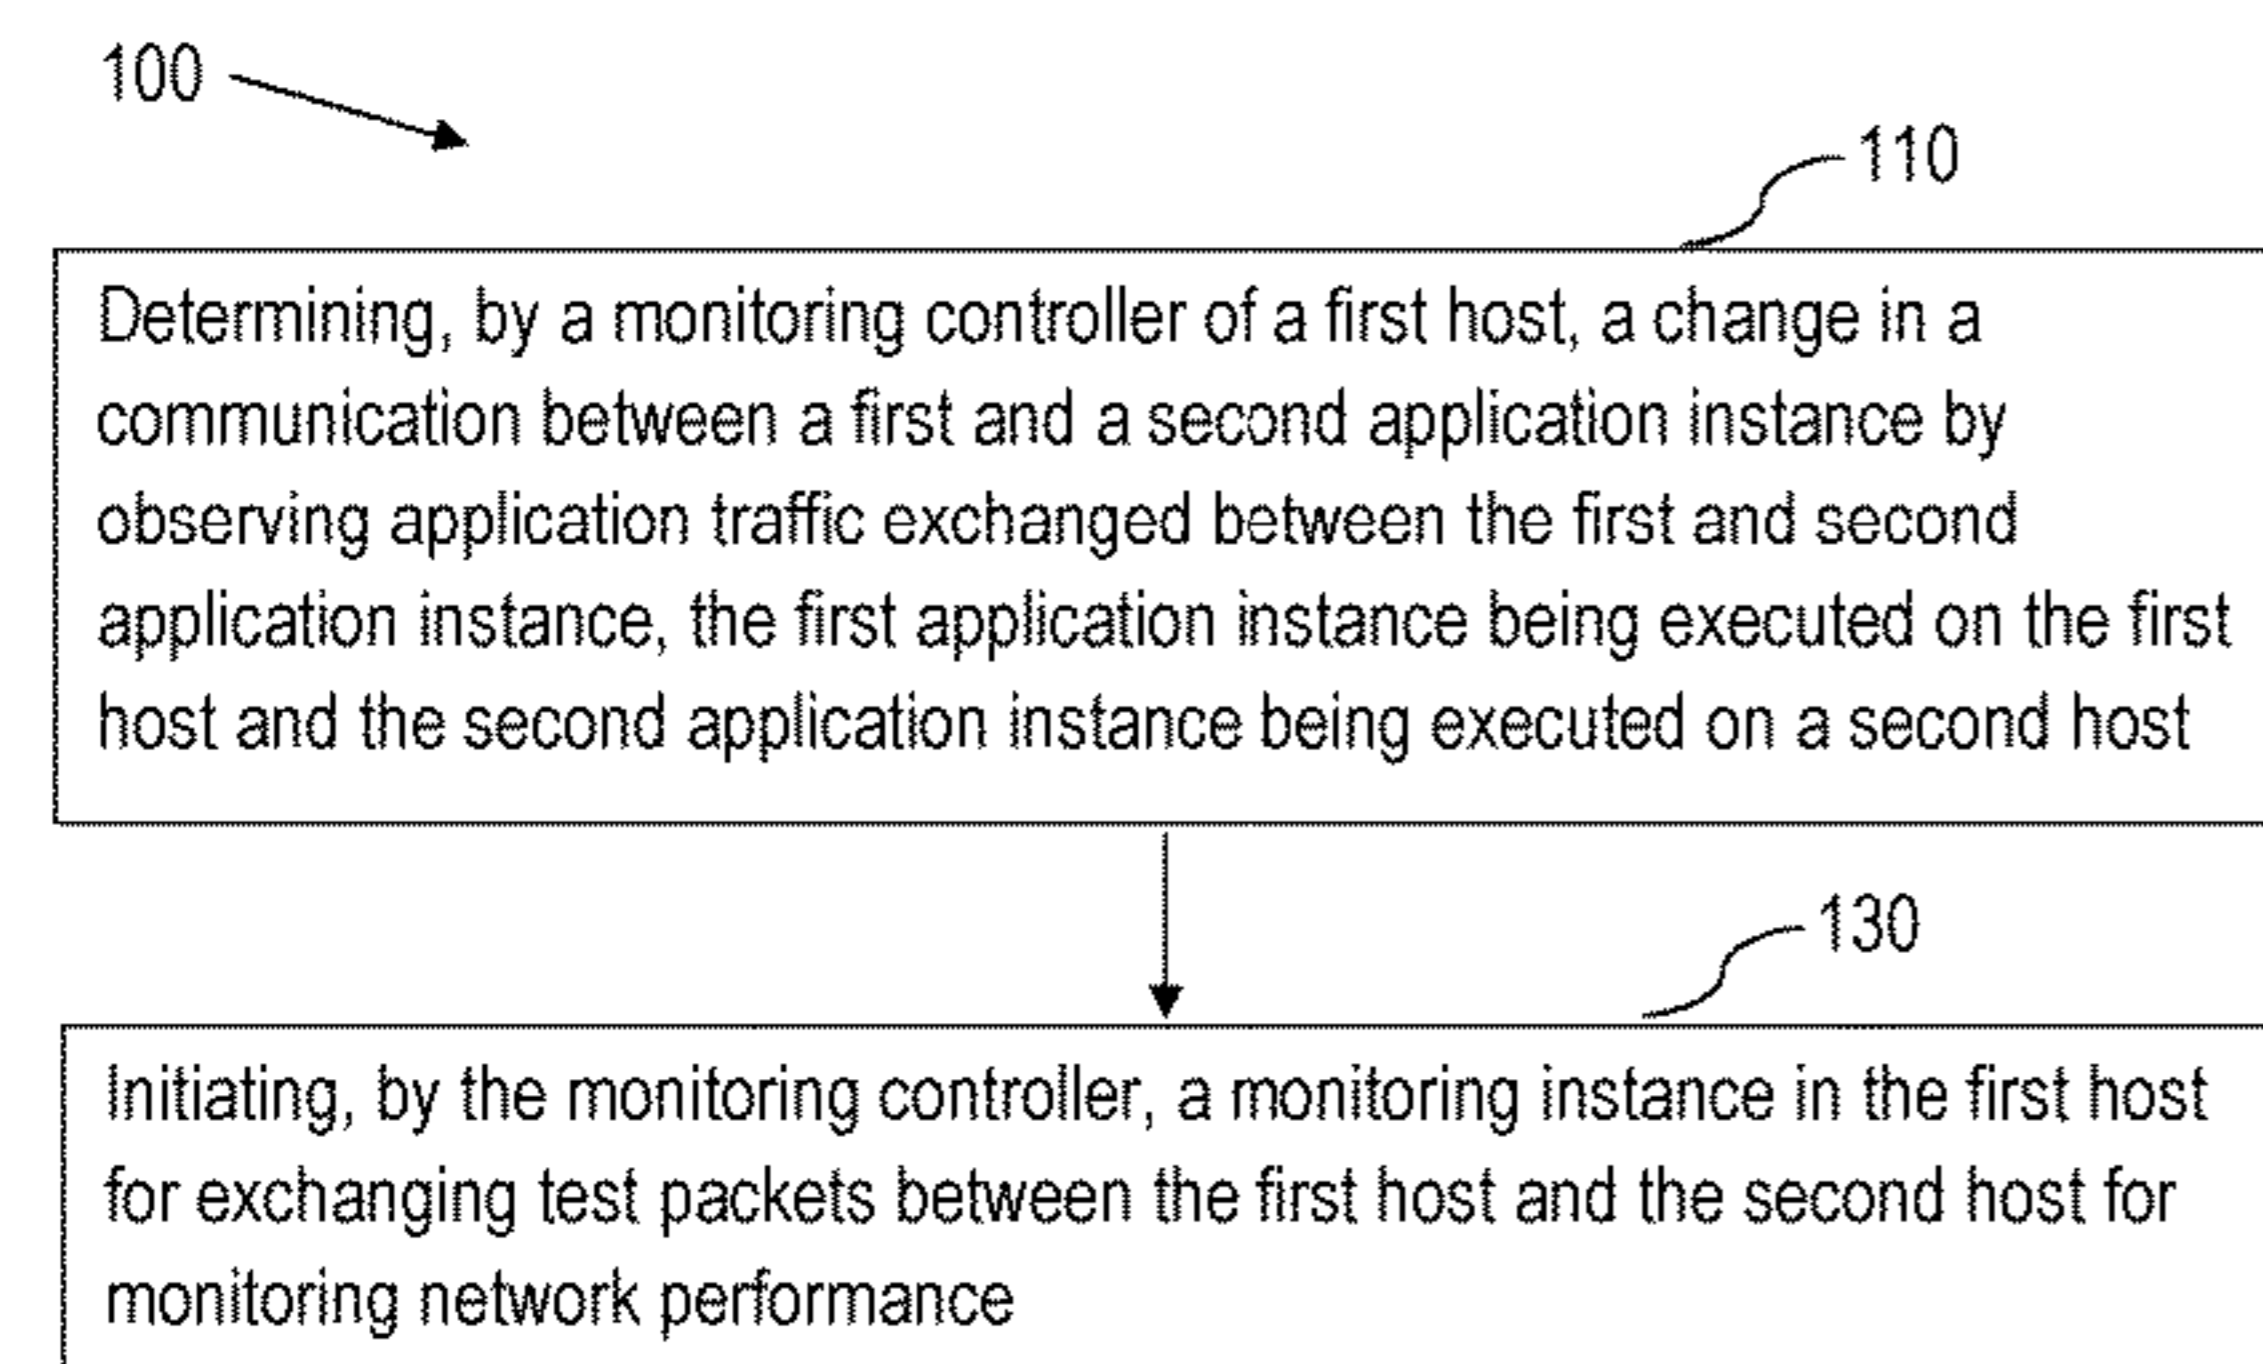 100
110
Determining, by a monitoring controller of a first host, a change in a
communication between a first and a second application instance by
observing application traffic exchanged between the first and second
application instance, the first application instance being executed on the first
host and the second application instance being executed on a second host
130
Initiating, by the monitoring controller, a monitoring instance in the first host
for exchanging test packets between the first host and the second host for
monitoring network performance